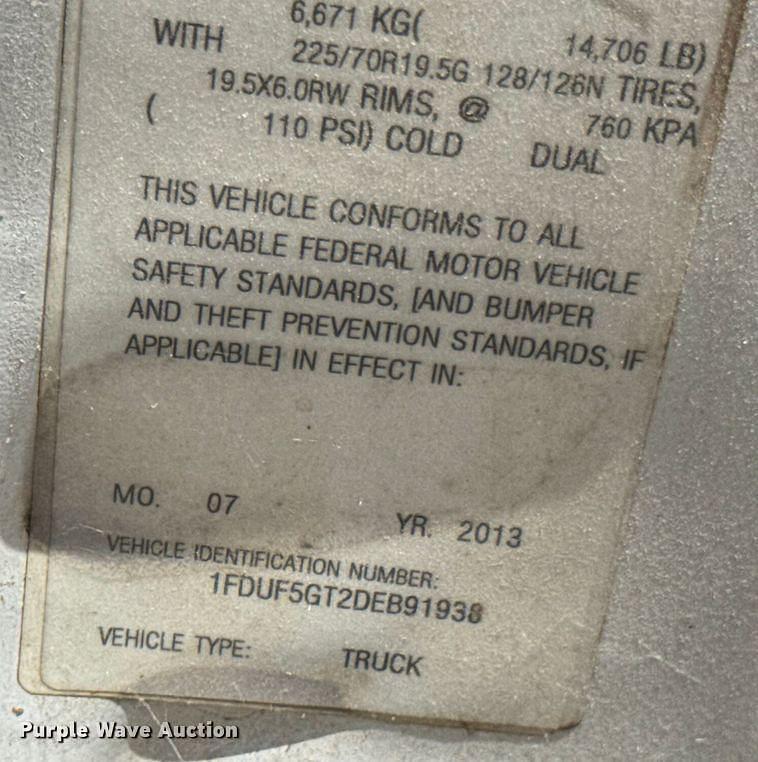 6,671 KG( 14,706 LB)
WITH 225/70R19.5G 128/126N TIRES,
19.5X6.0RW RIMS, @ 760 KPA
( 110 PSI) COLD DUAL
THIS VEHICLE CONFORMS TO ALL
APPLICABLE FEDERAL MOTOR VEHICLE
SAFETY STANDARDS, [AND BUMPER
AND THEFT PREVENTION STANDARDS, IF
APPLICABLE] IN EFFECT IN:
MO. 07 YR. 2013
VEHICLE IDENTIFICATION NUMBER:
1FDUF5GT2DEB91938
VEHICLE TYPE: TRUCK
Purple Wave Auction